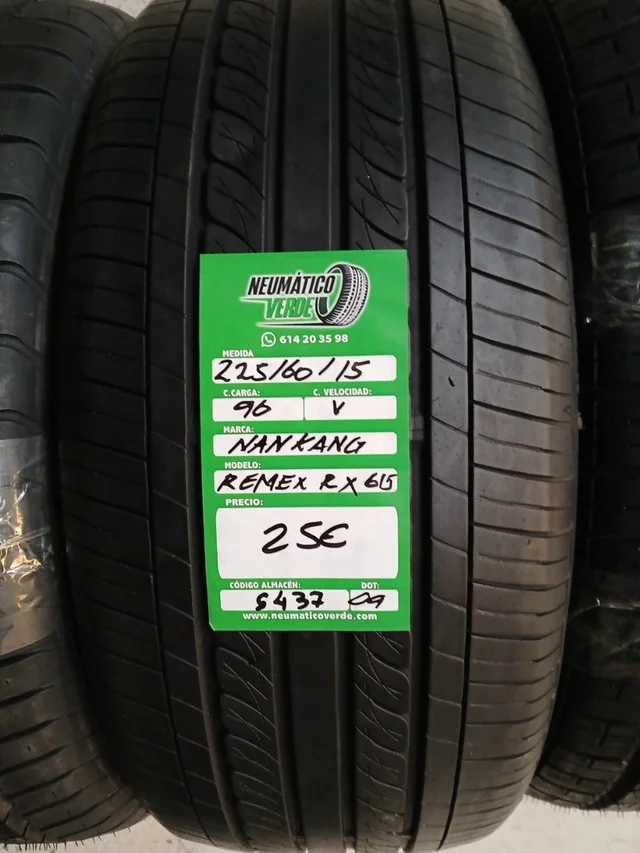 NEUMÁTICO
VERDE
614 20 35 98
MEDIDA
225/60/15
C.CARGA: C. VELOCIDAD:
96 V
MARCA:
NANKANG
MODELO:
REMEX RX 615
PRECIO:
25€
CÓDIGO ALMACÉN: DOT:
6437 09
www.neumaticoverde.com